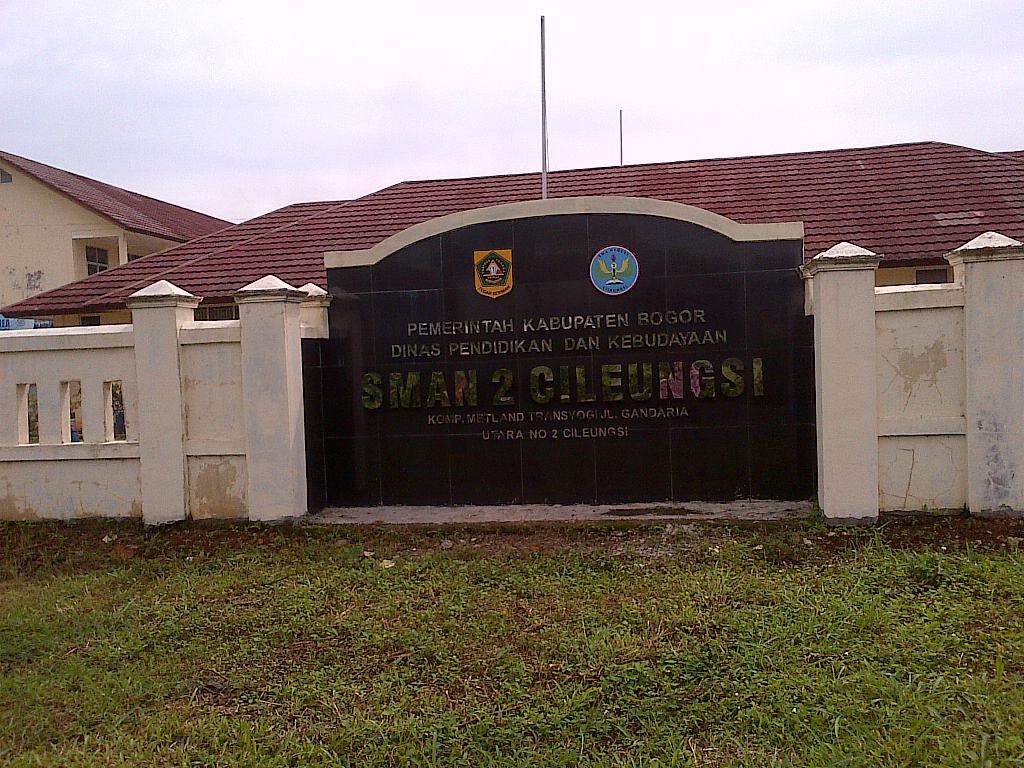 PEMERINTAH KABUPATEN BOGOR
DINAS PENDIDIKAN DAN KEBUDAYAAN
SMAN 2 CILEUNGSI
KOMP. METLAND TRANSYOGI JL. GANDARIA
UTARA NO 2 CILEUNGSI